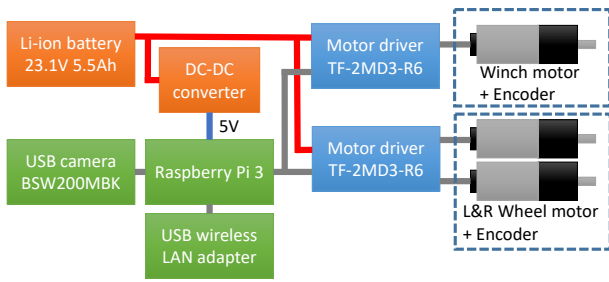 Li-ion battery
23.1V 5.5Ah
DC-DC
converter
Motor driver
TF-2MD3-R6
Winch motor
+ Encoder
5V
USB camera
BSW200MBK
Raspberry Pi 3
Motor driver
TF-2MD3-R6
L&R Wheel motor
+ Encoder
USB wireless
LAN adapter